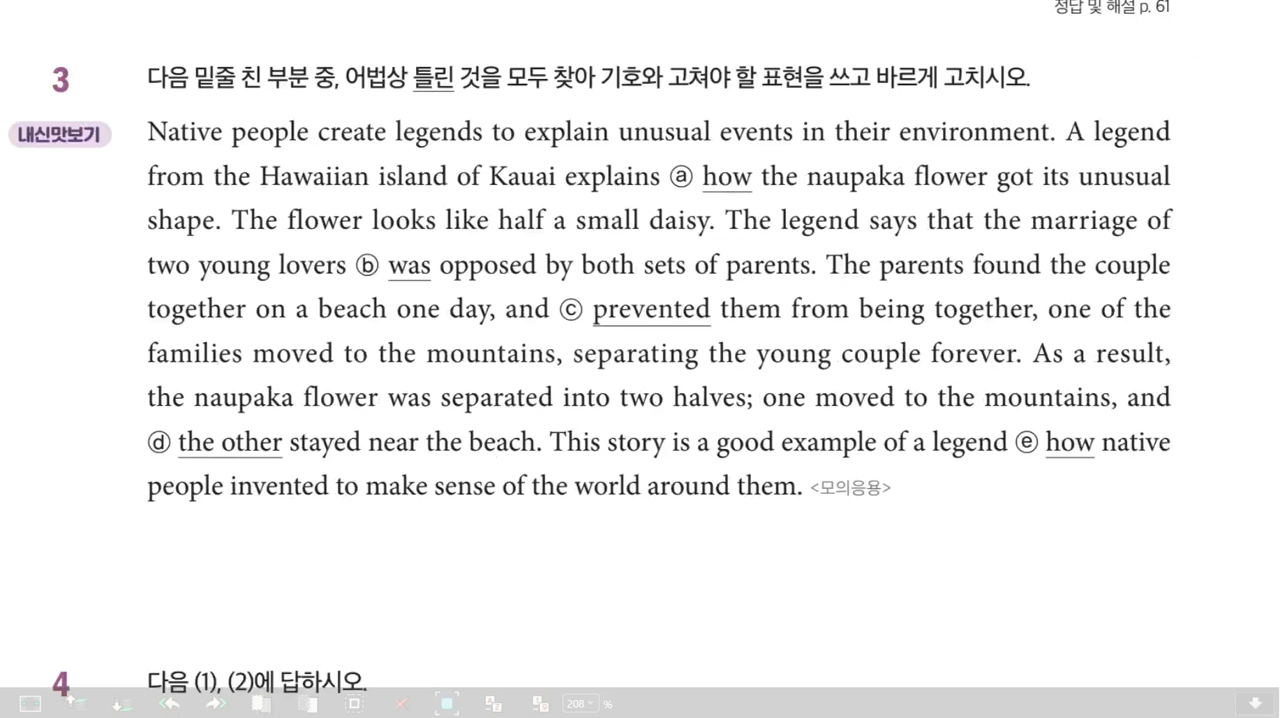 정답 및 해설 p. 61
3 다음 밑줄 친 부분 중, 어법상 틀린 것을 모두 찾아 기호와 고쳐야 할 표현을 쓰고 바르게 고치시오.
내신맛보기
Native people create legends to explain unusual events in their environment. A legend
from the Hawaiian island of Kauai explains ⓐ how the naupaka flower got its unusual
shape. The flower looks like half a small daisy. The legend says that the marriage of
two young lovers ⓑ was opposed by both sets of parents. The parents found the couple
together on a beach one day, and ⓒ prevented them from being together, one of the
families moved to the mountains, separating the young couple forever. As a result,
the naupaka flower was separated into two halves; one moved to the mountains, and
ⓓ the other stayed near the beach. This story is a good example of a legend ⓔ how native
people invented to make sense of the world around them. <모의응용>
4 다음 (1), (2)에 답하시오.
208 %